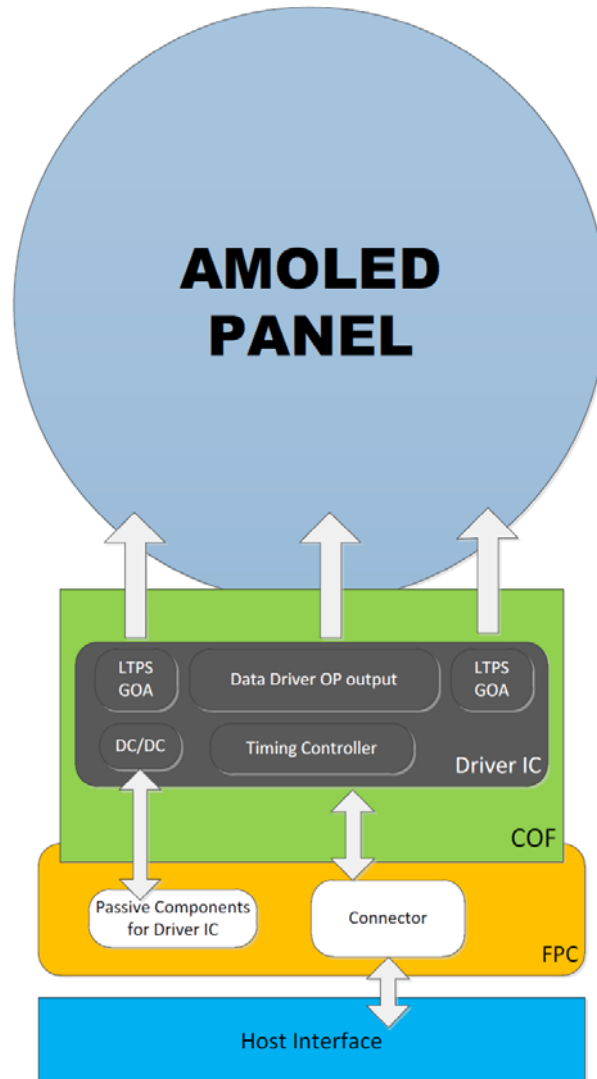 AMOLED
PANEL
LTPS
GOA
Data Driver OP output
LTPS
GOA
DC/DC
Timing Controller
Driver IC
COF
Passive Components
for Driver IC
Connector
FPC
Host Interface